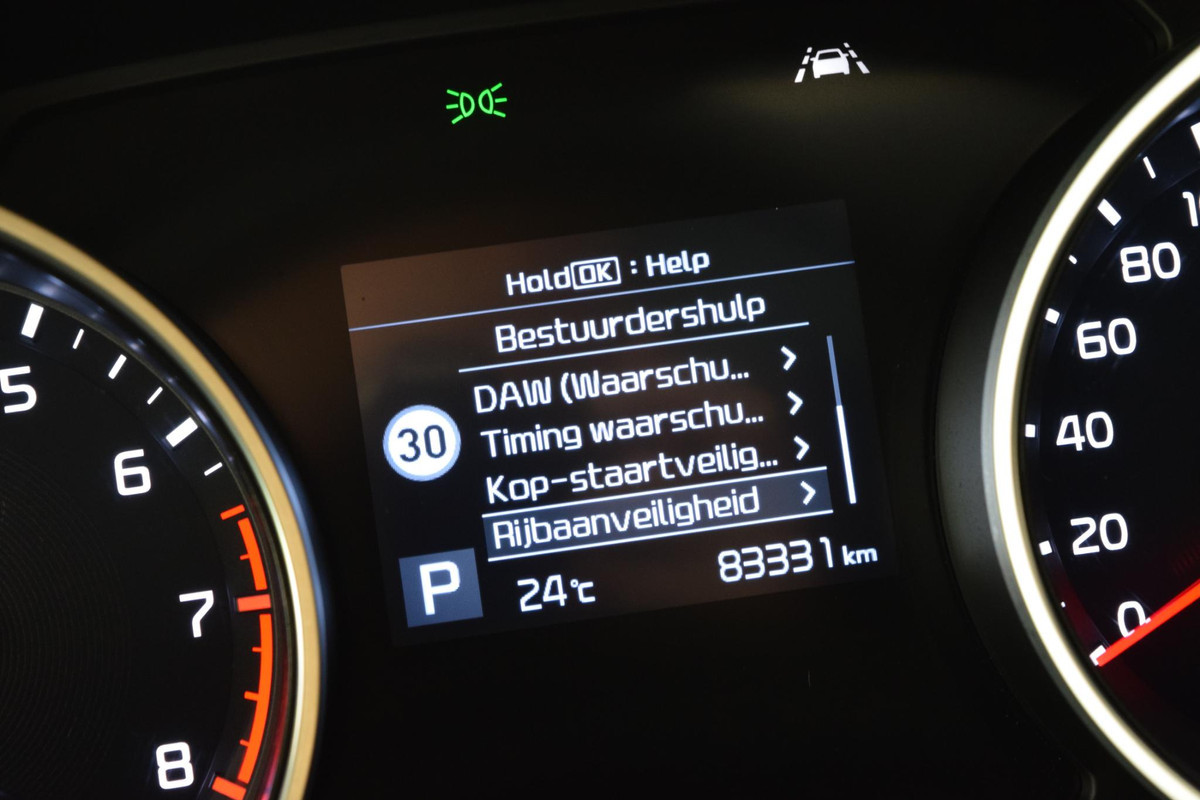 Hold OK : Help
Bestuurdershulp
DAW (Waarschu...
Timing waarschu...
Kop-staartveilig...
Rijbaanveiligheid
30
P
24°C
83331 km
5
6
7
8
80
60
40
20
0